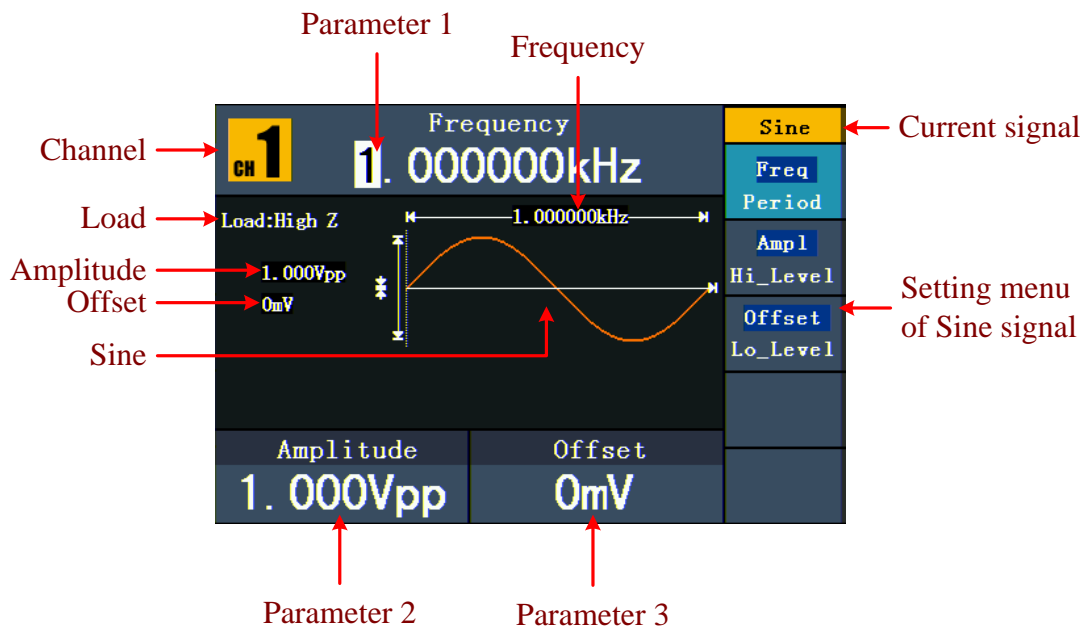 Parameter 1
Frequency
Channel
CH 1
Frequency
1.000000kHz
Sine
Current signal
Freq
Period
Load
Load:High Z
1.000000kHz
Amplitude
1.000Vpp
Ampl
Hi_Level
Offset
0mV
Offset
Lo_Level
Setting menu
of Sine signal
Sine
Amplitude
1.000Vpp
Offset
0mV
Parameter 2
Parameter 3